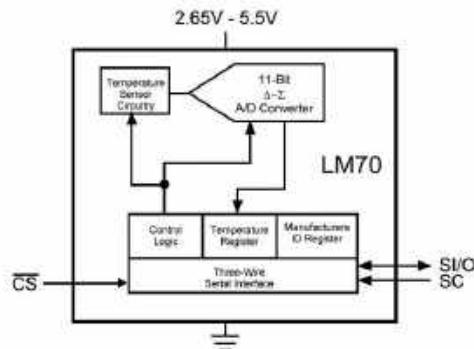 2.65V - 5.5V
Temperature
Sensor
Circuitry
11-Bit
Δ-Σ
A/D Converter
LM70
Control
Logic
Temperature
Register
Manufacturers
ID Register
Three-Wire
Serial Interface
CS
SI/O
SC